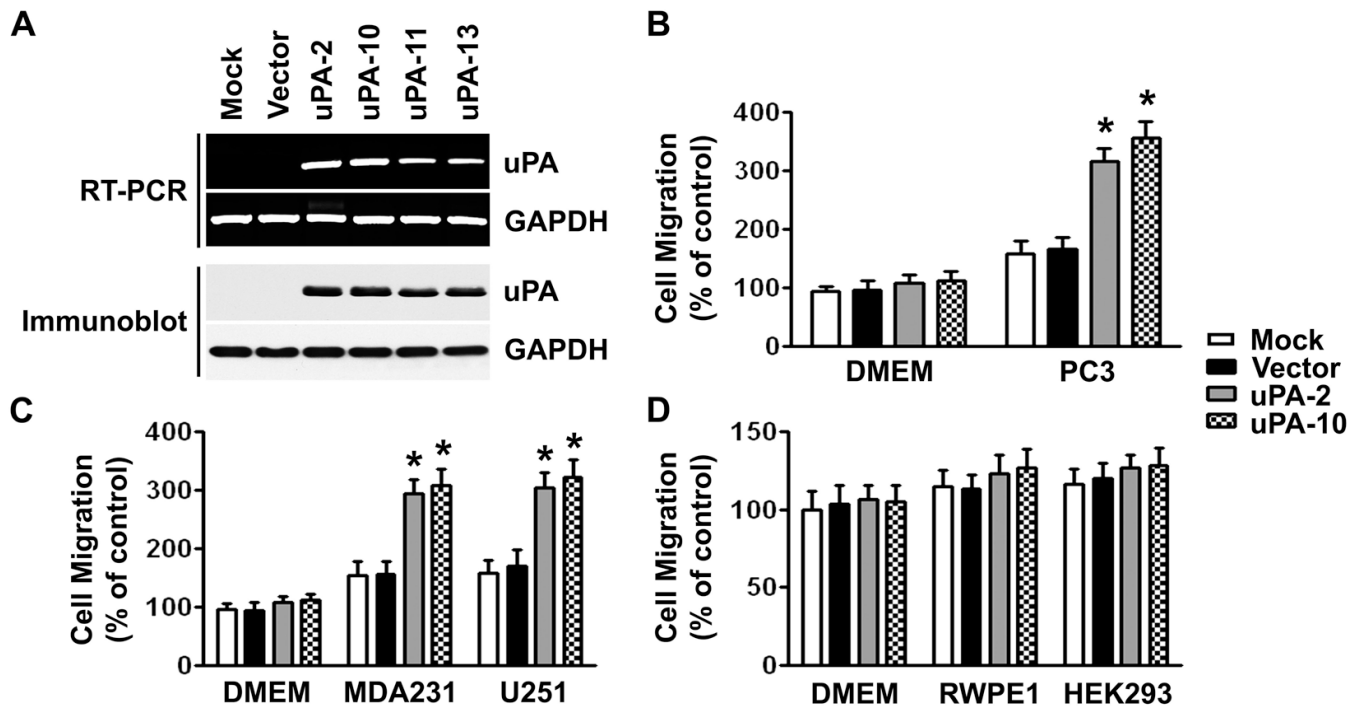 A
Mock
Vector
uPA-2
uPA-10
uPA-11
uPA-13
RT-PCR
uPA
GAPDH
Immunoblot
uPA
GAPDH
B
Cell Migration
(% of control)
400
300
200
100
0
* *
DMEM PC3
Mock
Vector
uPA-2
uPA-10
C
Cell Migration
(% of control)
400
300
200
100
0
* * * *
DMEM MDA231 U251
D
Cell Migration
(% of control)
150
100
50
0
DMEM RWPE1 HEK293